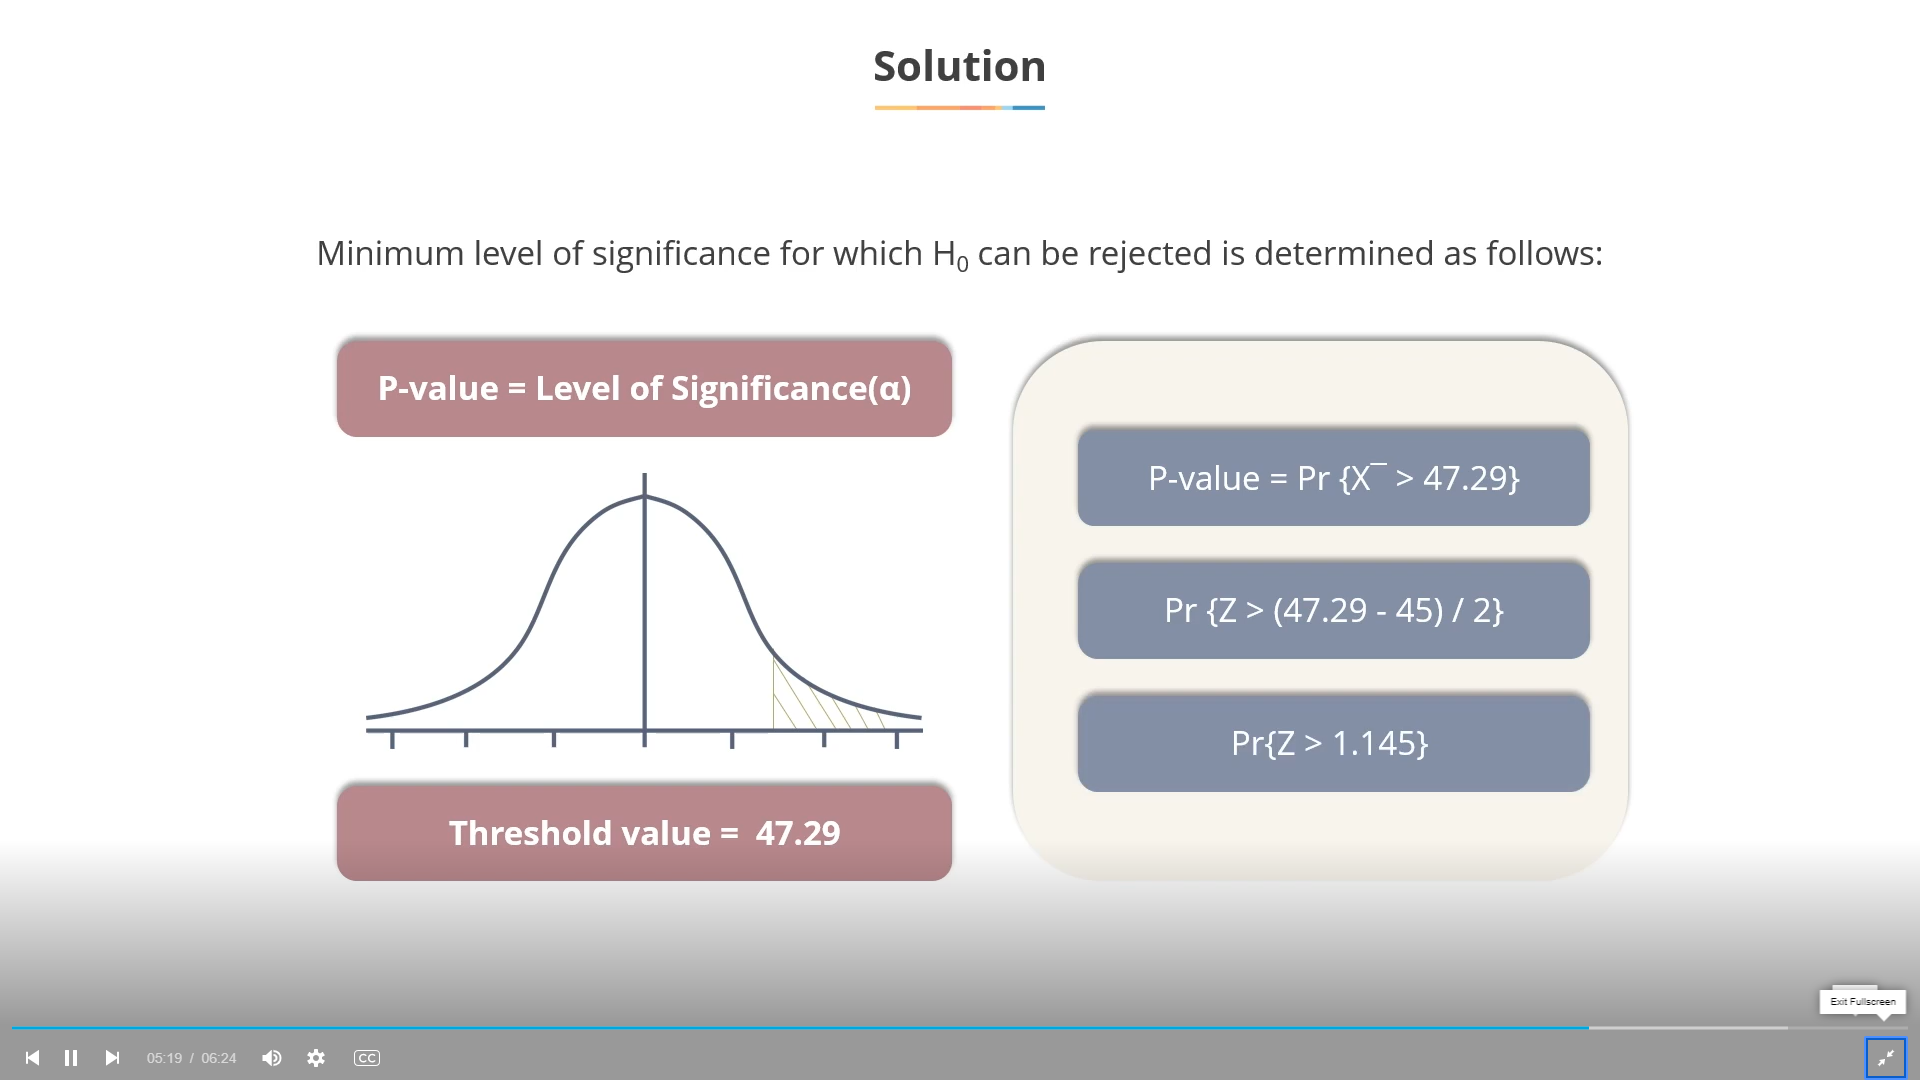 Solution
Minimum level of significance for which H₀ can be rejected is determined as follows:
P-value = Level of Significance(α)
Threshold value = 47.29
P-value = Pr {X¯ > 47.29}
Pr {Z > (47.29 - 45) / 2}
Pr{Z > 1.145}
Exit Fullscreen
05:19 / 06:24
CC